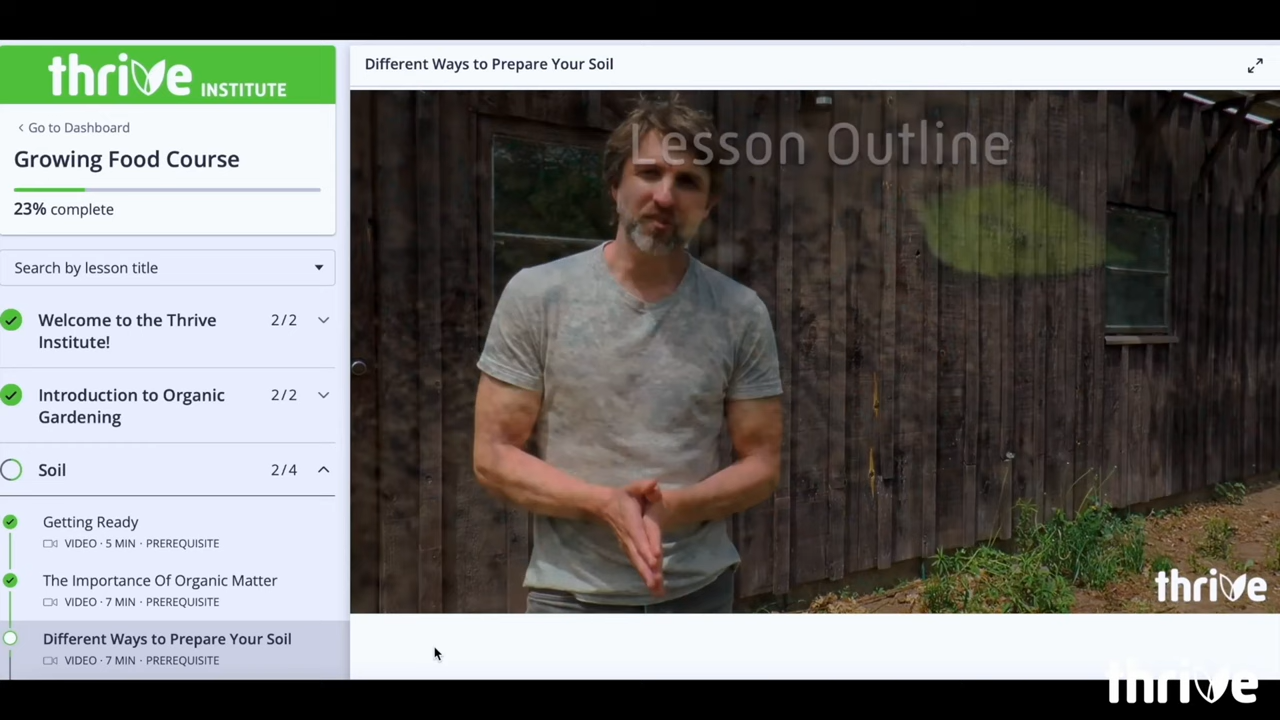 thrive INSTITUTE
Go to Dashboard
Growing Food Course
23% complete
Search by lesson title
Welcome to the Thrive
Institute!
2/2
Introduction to Organic
Gardening
2/2
Soil
2/4
Getting Ready
VIDEO · 5 MIN · PREREQUISITE
The Importance Of Organic Matter
VIDEO · 7 MIN · PREREQUISITE
Different Ways to Prepare Your Soil
VIDEO · 7 MIN · PREREQUISITE
Different Ways to Prepare Your Soil
Lesson Outline
thrive
thrive